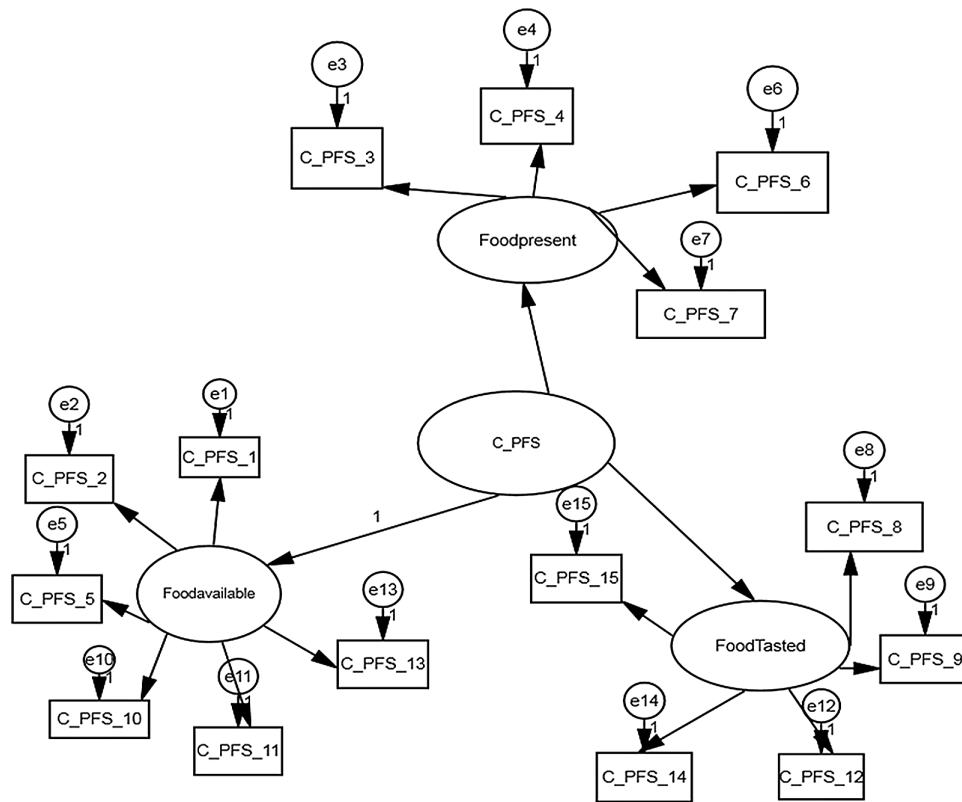 e4
1
e3
1
C_PFS_4
e6
1
C_PFS_3
C_PFS_6
Foodpresent
e7
1
C_PFS_7
C_PFS
e1
1
e2
1
C_PFS_1
C_PFS_2
e8
1
e15
1
1
C_PFS_8
e5
1
C_PFS_5
Foodavailable
C_PFS_15
e13
1
e9
1
C_PFS_13
FoodTasted
C_PFS_9
e10
1
e11
1
C_PFS_10
C_PFS_11
e14
1
e12
1
C_PFS_14
C_PFS_12